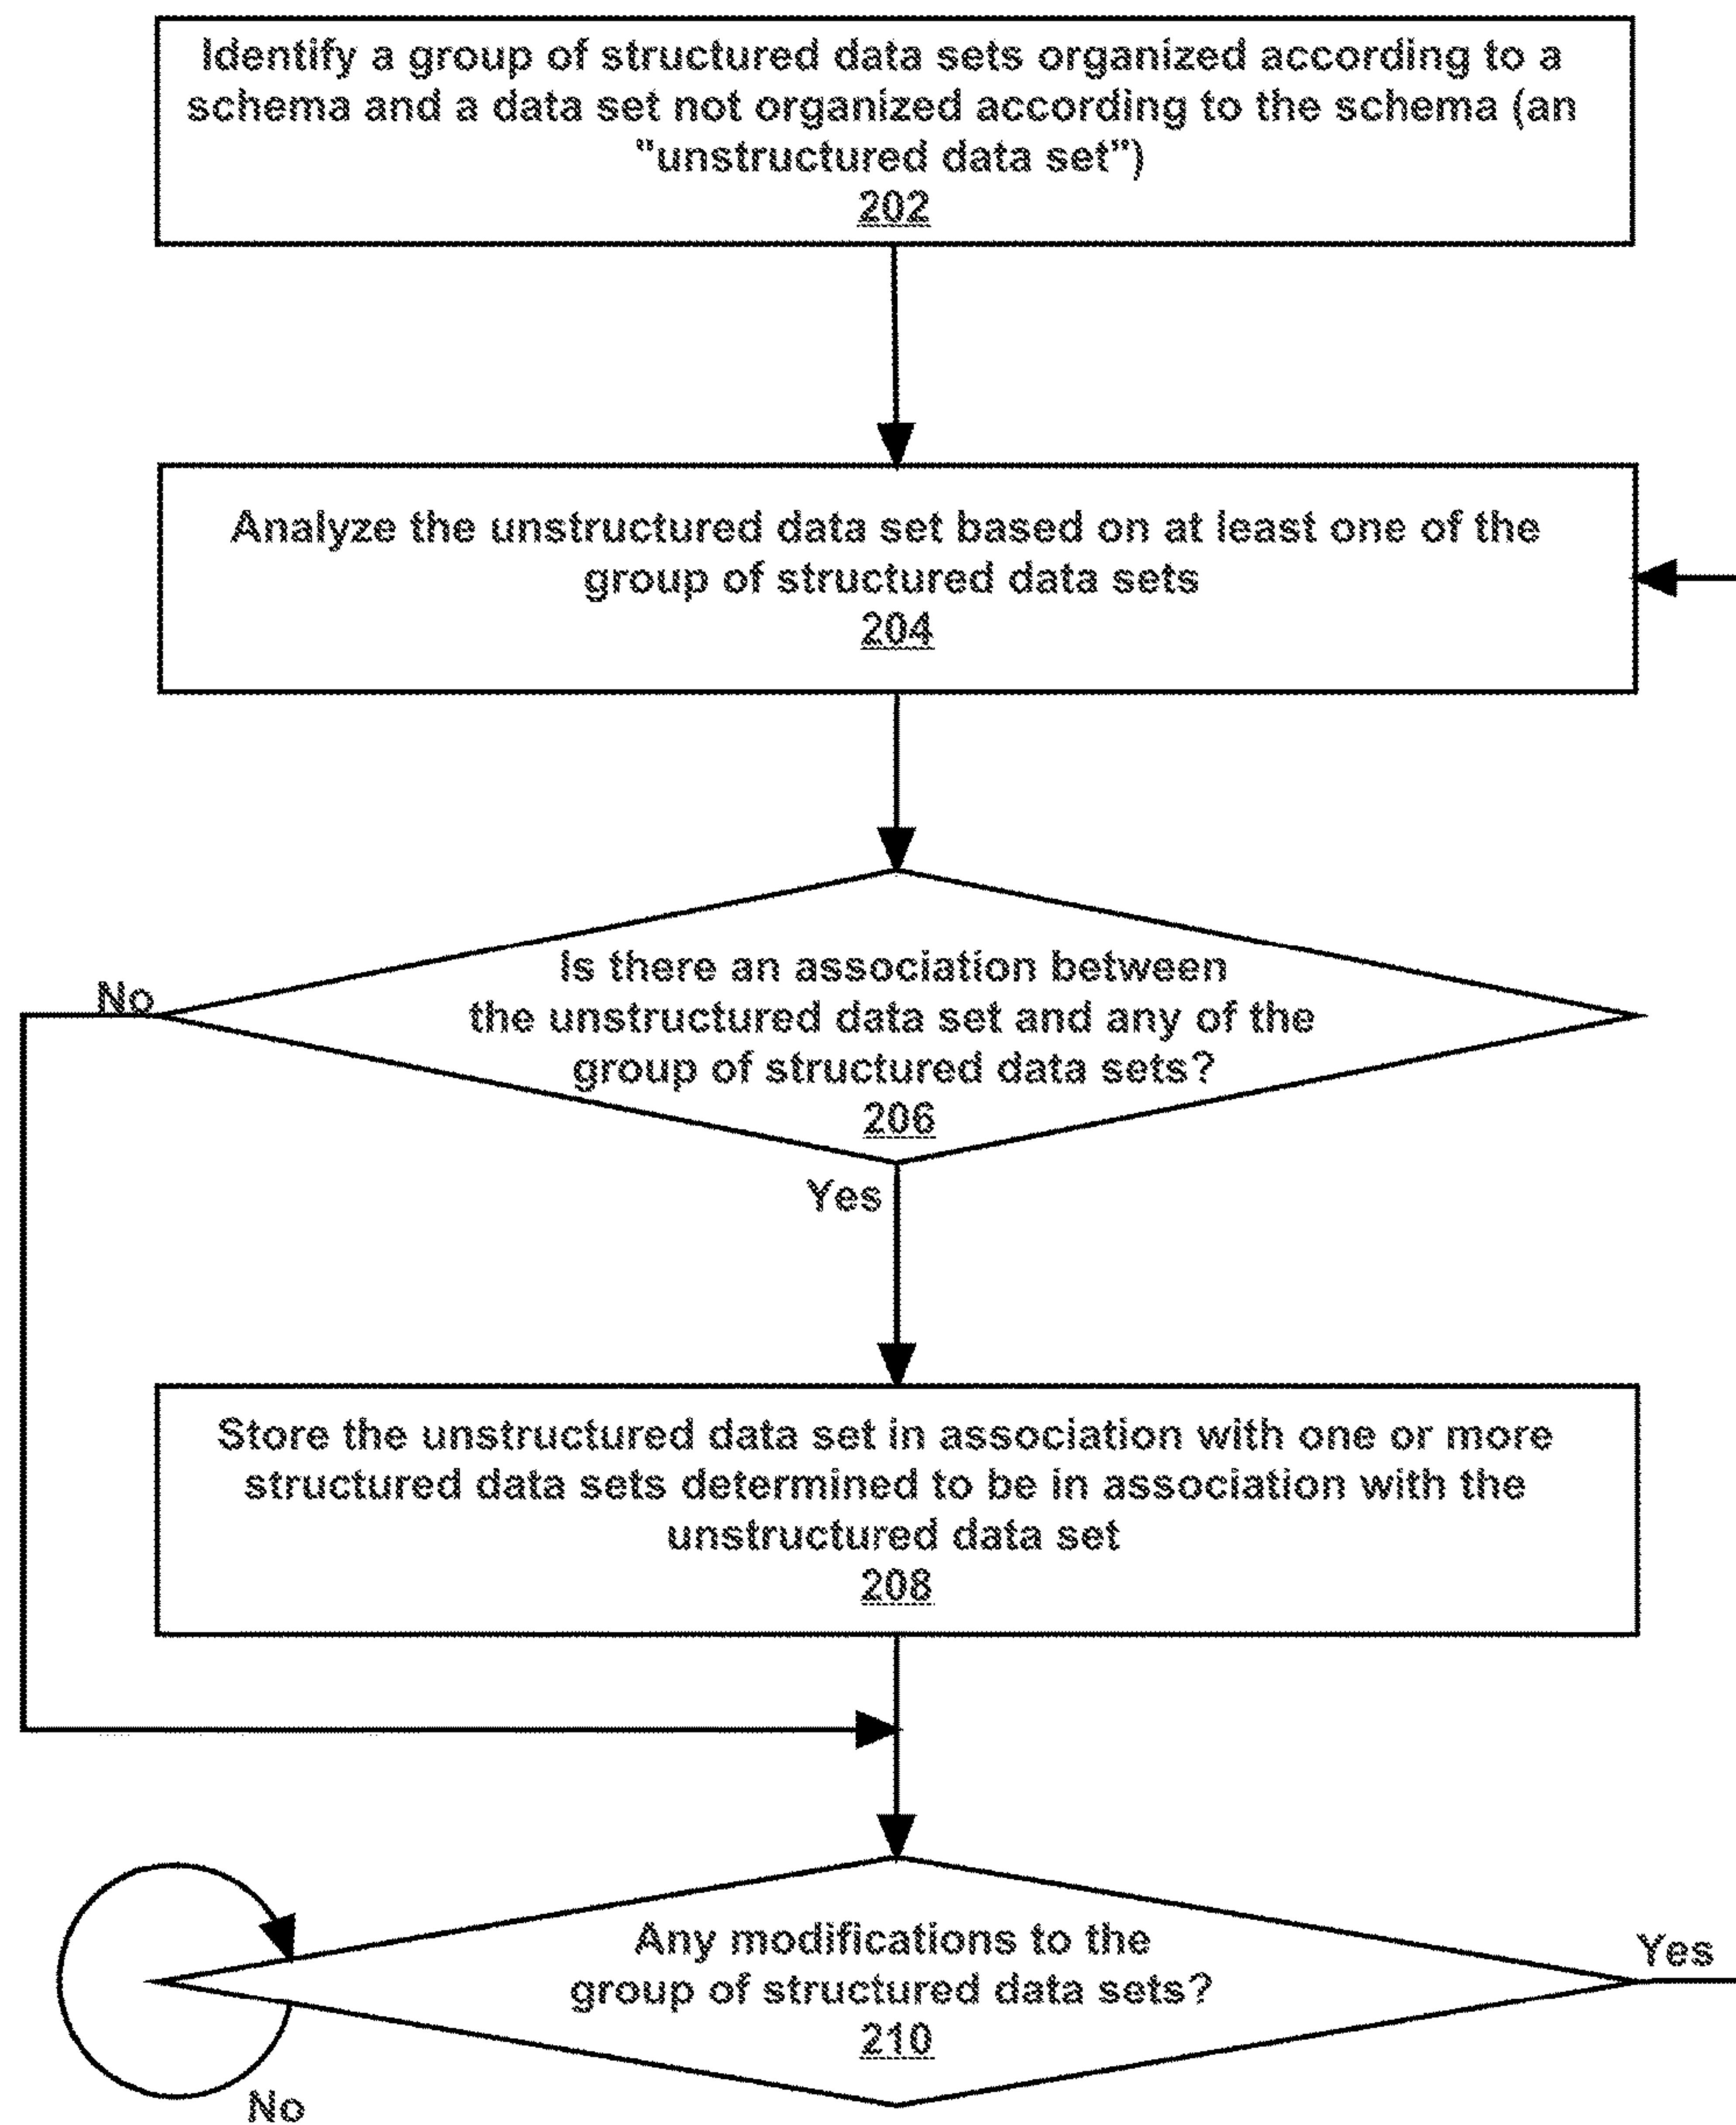 Identify a group of structured data sets organized according to a
schema and a data set not organized according to the schema (an
"unstructured data set")
202
Analyze the unstructured data set based on at least one of the
group of structured data sets
204
Is there an association between
the unstructured data set and any of the
group of structured data sets?
206
No
Yes
Store the unstructured data set in association with one or more
structured data sets determined to be in association with the
unstructured data set
208
Any modifications to the
group of structured data sets?
210
Yes
No